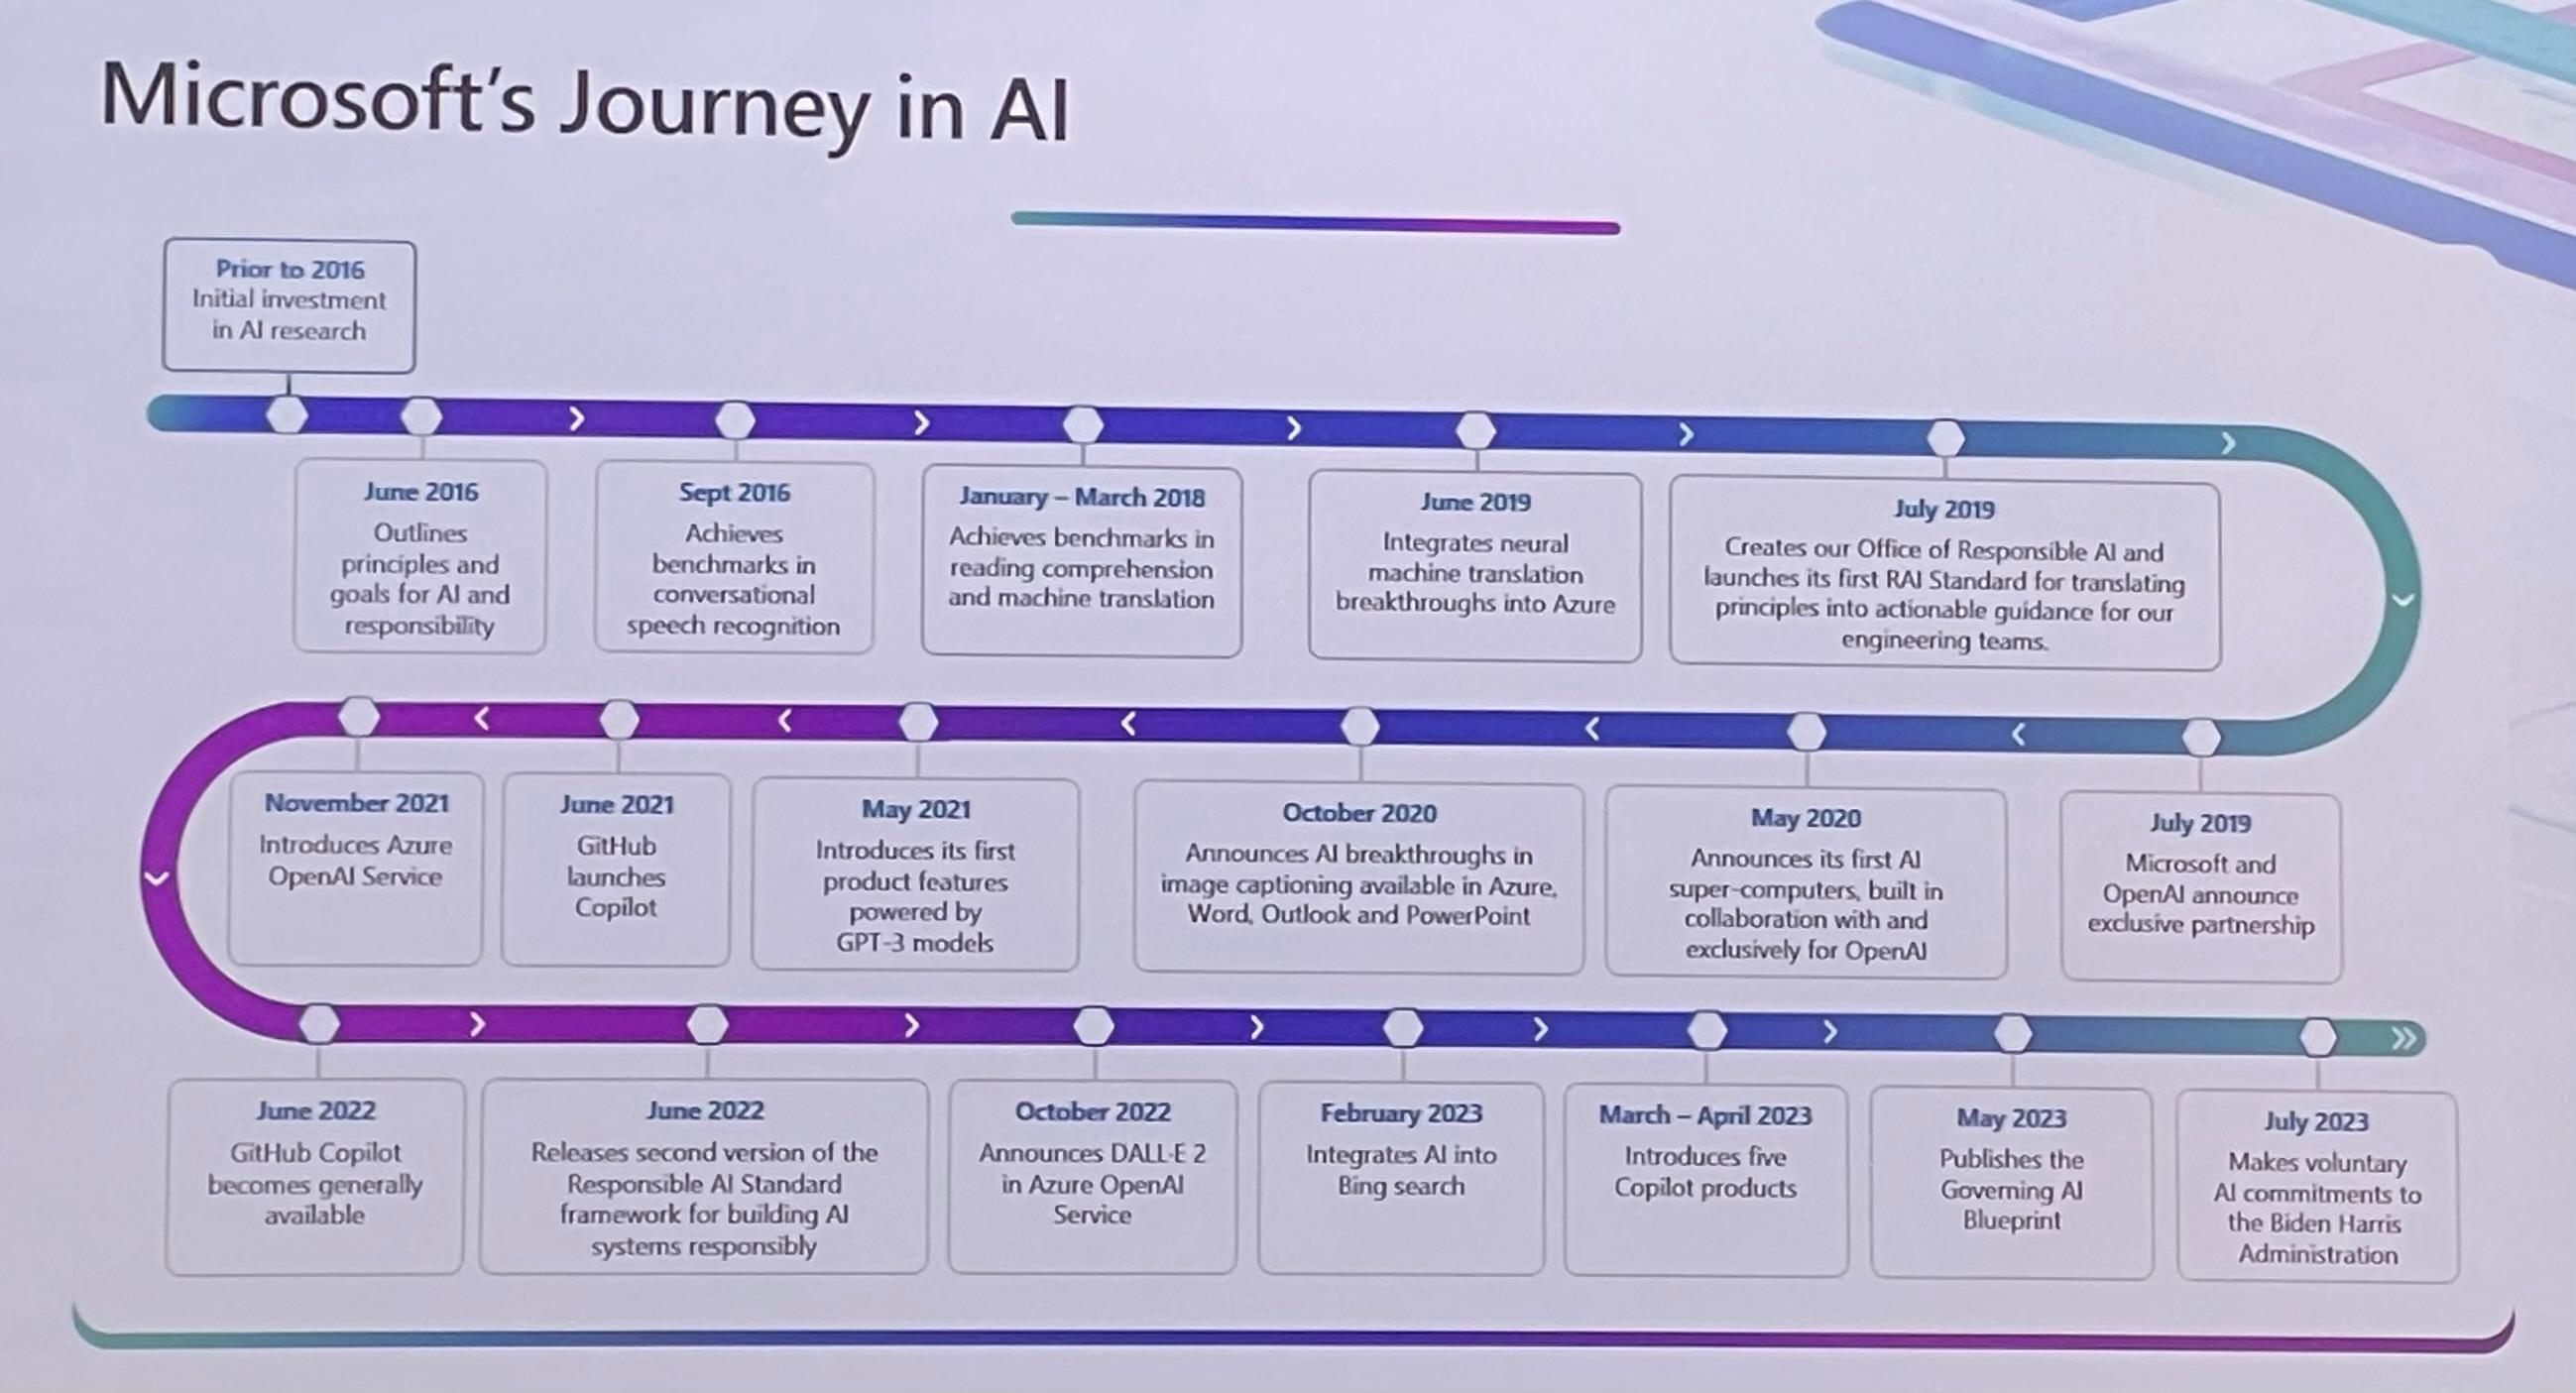 Microsoft's Journey in AI
Prior to 2016
Initial investment
in AI research
June 2016
Outlines
principles and
goals for AI and
responsibility
Sept 2016
Achieves
benchmarks in
conversational
speech recognition
January – March 2018
Achieves benchmarks in
reading comprehension
and machine translation
June 2019
Integrates neural
machine translation
breakthroughs into Azure
July 2019
Creates our Office of Responsible AI and
launches its first RAI Standard for translating
principles into actionable guidance for our
engineering teams.
July 2019
Microsoft and
OpenAI announce
exclusive partnership
May 2020
Announces its first AI
super-computers, built in
collaboration with and
exclusively for OpenAI
October 2020
Announces AI breakthroughs in
image captioning available in Azure,
Word, Outlook and PowerPoint
May 2021
Introduces its first
product features
powered by
GPT-3 models
June 2021
GitHub
launches
Copilot
November 2021
Introduces Azure
OpenAI Service
June 2022
GitHub Copilot
becomes generally
available
June 2022
Releases second version of the
Responsible AI Standard
framework for building AI
systems responsibly
October 2022
Announces DALL·E 2
in Azure OpenAI
Service
February 2023
Integrates AI into
Bing search
March – April 2023
Introduces five
Copilot products
May 2023
Publishes the
Governing AI
Blueprint
July 2023
Makes voluntary
AI commitments to
the Biden Harris
Administration